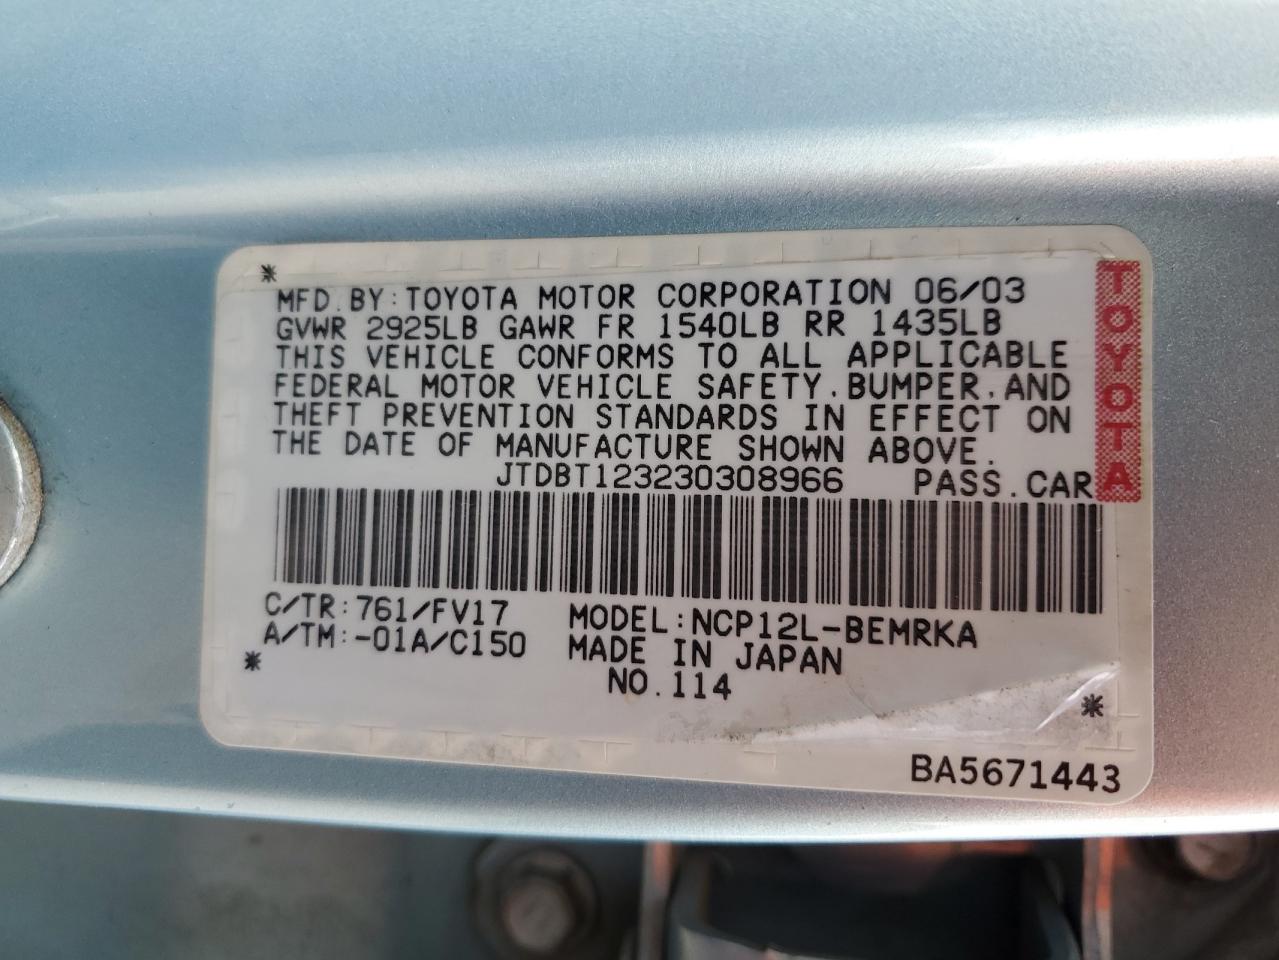 *
MFD. BY: TOYOTA MOTOR CORPORATION 06/03
GVWR 2925LB GAWR FR 1540LB RR 1435LB
THIS VEHICLE CONFORMS TO ALL APPLICABLE
FEDERAL MOTOR VEHICLE SAFETY, BUMPER, AND
THEFT PREVENTION STANDARDS IN EFFECT ON
THE DATE OF MANUFACTURE SHOWN ABOVE.
JTDBT123230308966 PASS. CAR
TOYOTA
C/TR: 761/FV17 MODEL: NCP12L-BEMRKA
A/TM: -01A/C150 MADE IN JAPAN
* NO. 114
*
BA5671443